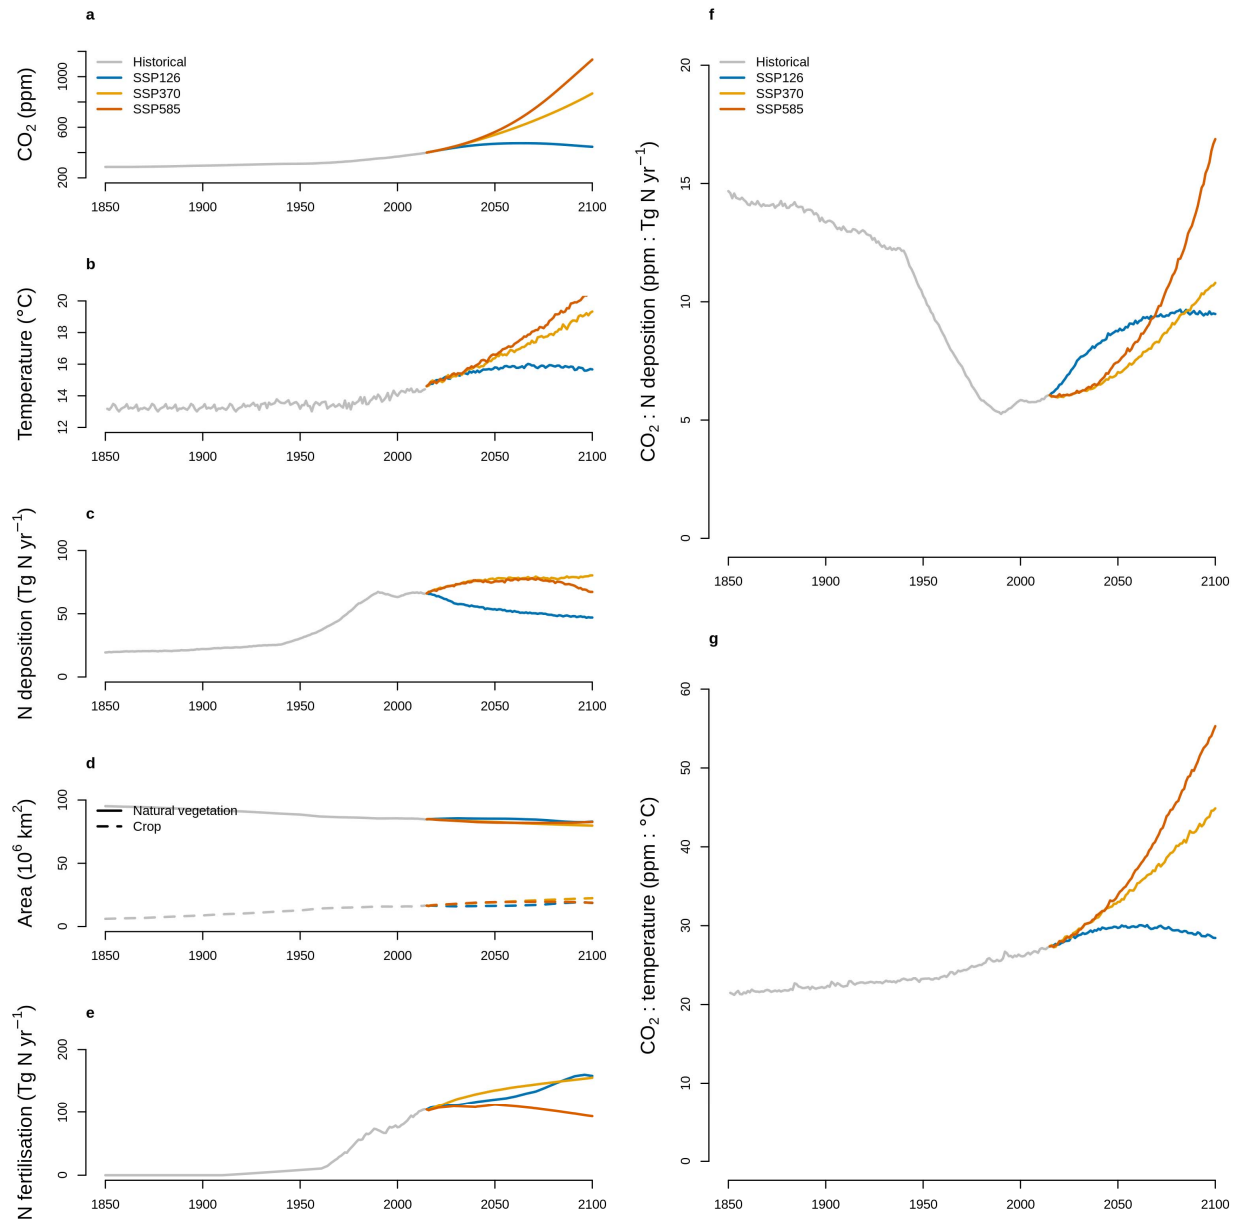 a
CO2 (ppm)
200
600
1000
Historical
SSP126
SSP370
SSP585
1850 1900 1950 2000 2050 2100
b
Temperature (°C)
12
14
16
18
20
1850 1900 1950 2000 2050 2100
c
N deposition (Tg N yr−1)
0
50
100
1850 1900 1950 2000 2050 2100
d
Area (10^6 km^2)
0
50
100
Natural vegetation
Crop
1850 1900 1950 2000 2050 2100
e
N fertilisation (Tg N yr−1)
0
100
200
1850 1900 1950 2000 2050 2100
f
CO2 : N deposition (ppm : Tg N yr−1)
0
5
10
15
20
Historical
SSP126
SSP370
SSP585
1850 1900 1950 2000 2050 2100
g
CO2 : temperature (ppm : °C)
0
10
20
30
40
50
60
1850 1900 1950 2000 2050 2100